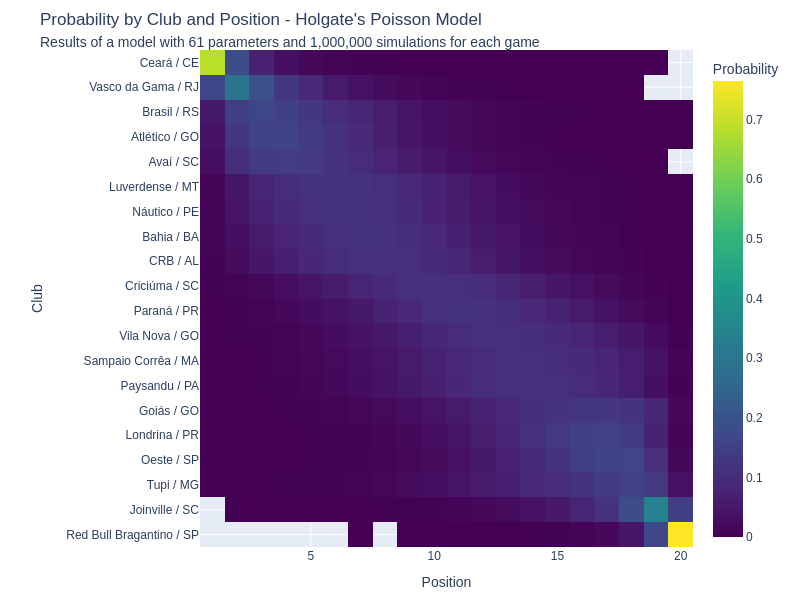 Probability by Club and Position - Holgate's Poisson Model
Results of a model with 61 parameters and 1,000,000 simulations for each game
Probability
Club
Ceará / CE
Vasco da Gama / RJ
Brasil / RS
Atlético / GO
Avaí / SC
Luverdense / MT
Náutico / PE
Bahia / BA
CRB / AL
Criciúma / SC
Paraná / PR
Vila Nova / GO
Sampaio Corrêa / MA
Paysandu / PA
Goiás / GO
Londrina / PR
Oeste / SP
Tupi / MG
Joinville / SC
Red Bull Bragantino / SP
0.7
0.6
0.5
0.4
0.3
0.2
0.1
0
5 10 15 20
Position